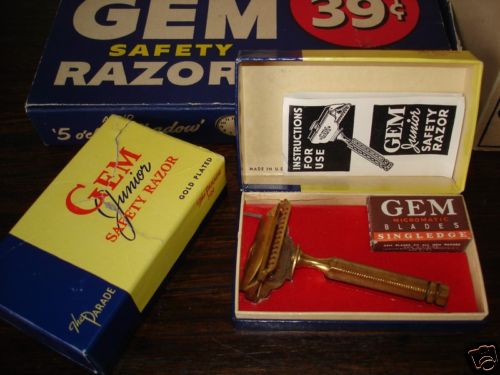 GEM
39¢
SAFETY
RAZOR
'5 o'c
Shadow'
GEM
Junior
SAFETY RAZOR
GOLD PLATED
The PARADE
INSTRUCTIONS
FOR
USE
GEM
Junior
SAFETY
RAZOR
MADE IN U.S.
GEM
MICROMATIC
BLADES
SINGLEDGE
ebY